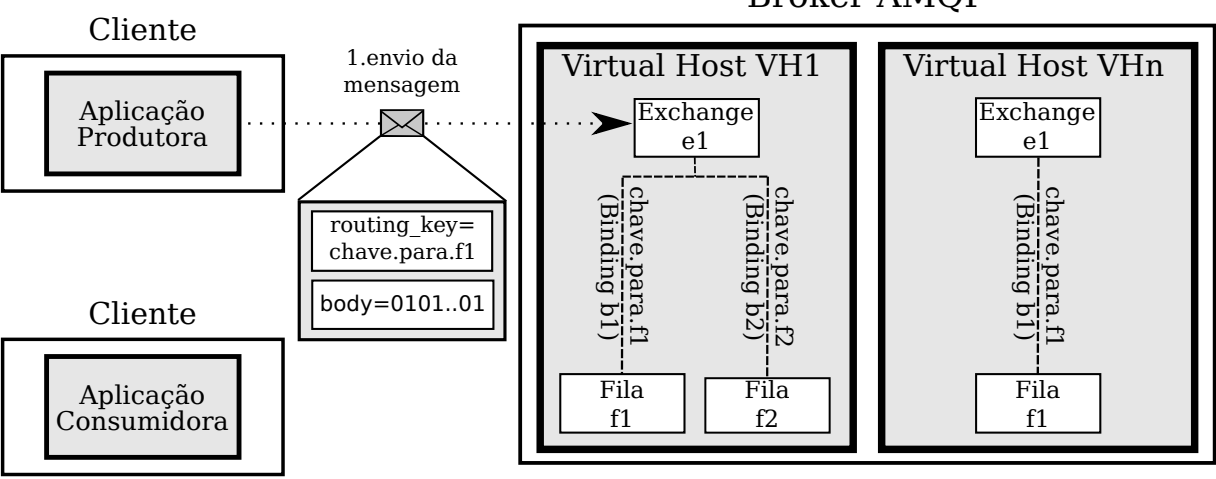 Broker AMQP
Cliente
Aplicação
Produtora
1.envio da
mensagem
routing_key=
chave.para.f1
body=0101..01
Cliente
Aplicação
Consumidora
Virtual Host VH1
Exchange
e1
chave.para.f1
(Binding b1)
chave.para.f2
(Binding b2)
Fila
f1
Fila
f2
Virtual Host VHn
Exchange
e1
chave.para.f1
(Binding b1)
Fila
f1